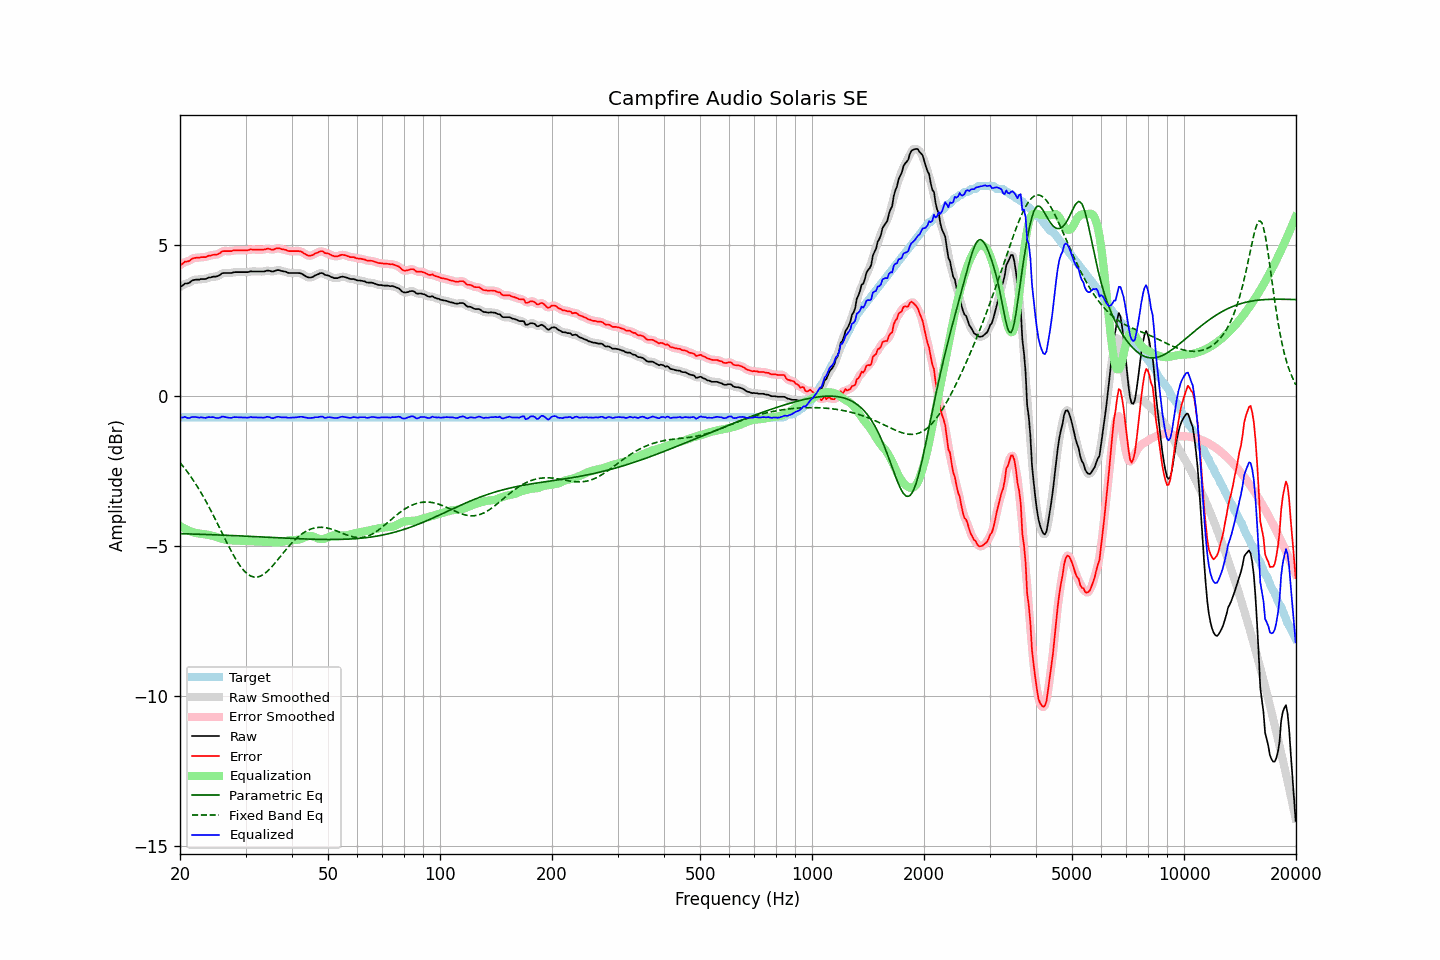 Campfire Audio Solaris SE
Amplitude (dBr)
5
0
−5
−10
−15
Target
Raw Smoothed
Error Smoothed
Raw
Error
Equalization
Parametric Eq
Fixed Band Eq
Equalized
20 50 100 200 500 1000 2000 5000 10000 20000
Frequency (Hz)